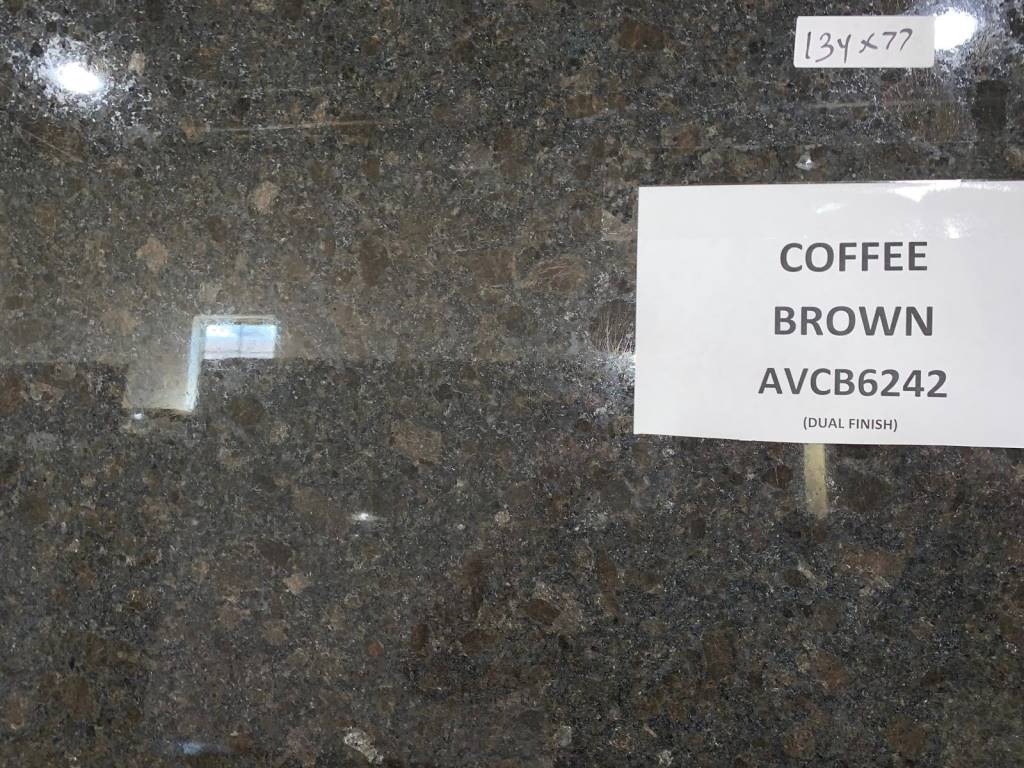 134x77
COFFEE
BROWN
AVCB6242
(DUAL FINISH)